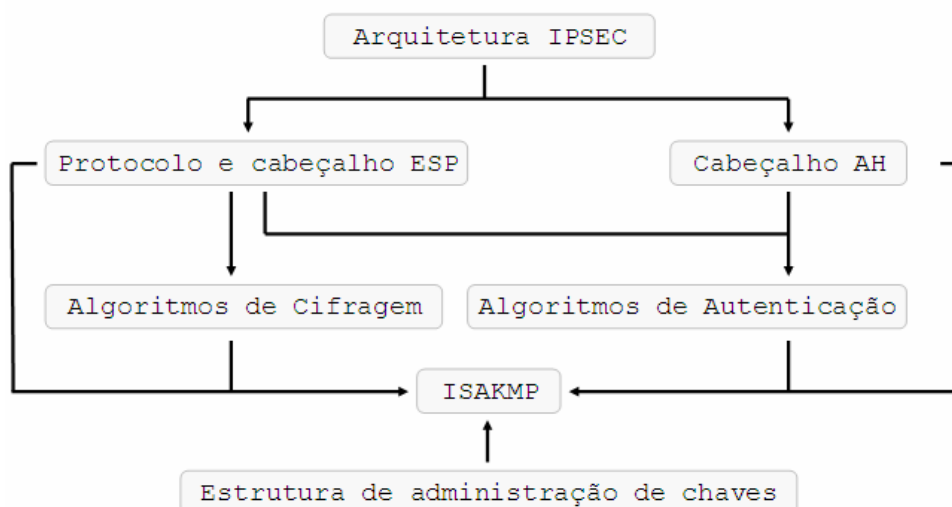 Arquitetura IPSEC
Protocolo e cabeçalho ESP
Cabeçalho AH
Algoritmos de Cifragem
Algoritmos de Autenticação
ISAKMP
Estrutura de administração de chaves